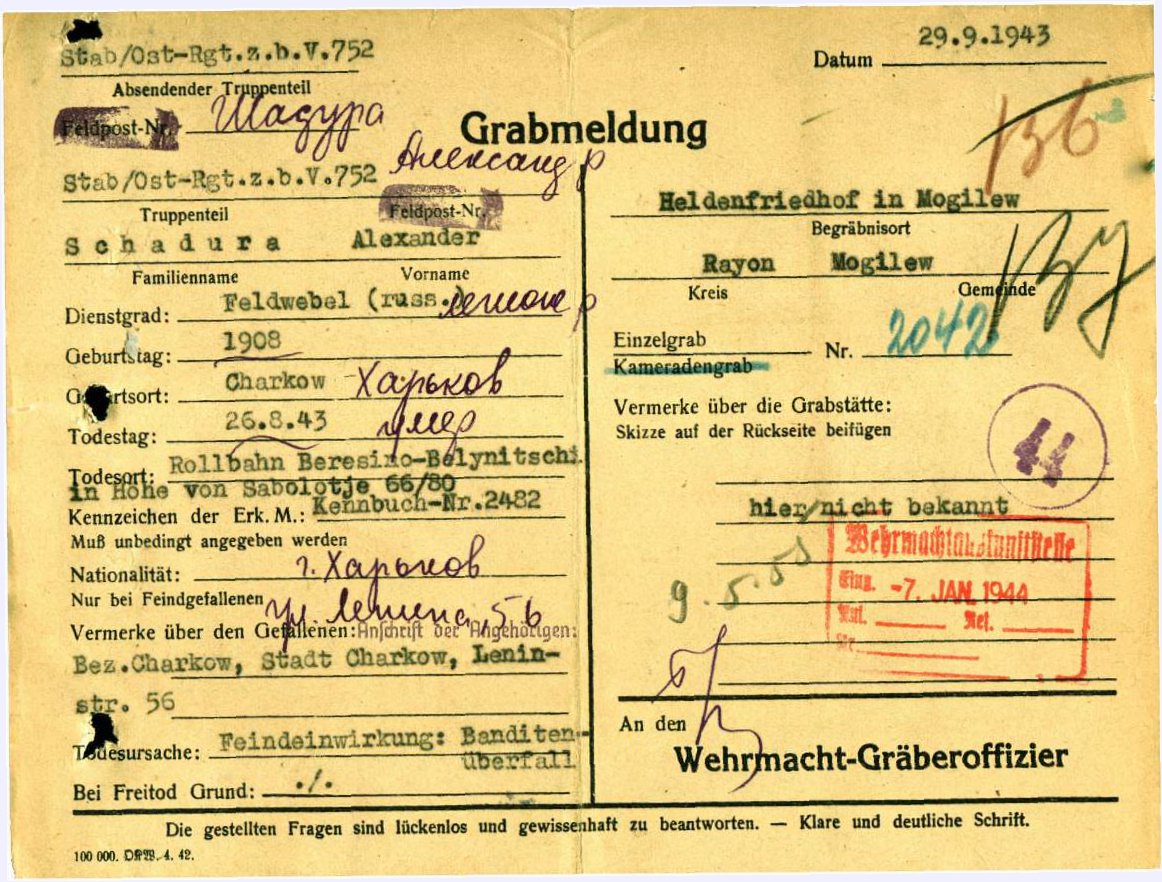 Stab/Ost-Rgt.z.b.V.752
Absendender Truppenteil
Feldpost-Nr.
Шадура
Александр
Stab/Ost-Rgt.z.b.V.752
Truppenteil
Feldpost-Nr.
Schadura Alexander
Familienname Vorname
Dienstgrad: Feldwebel (russ.)
Geburtstag: 1908
Geburtsort: Charkow Харьков
Todestag: 26.8.43 умер
Todesort: Rollbahn Beresino-Belynitschi
in Höhe von Sabolotje 66/80
Kennzeichen der Erk. M.: Kennbuch-Nr.2482
Muß unbedingt angegeben werden
Nationalität: г. Харьков
Nur bei Feindgefallenen
ул. Ленина, 56
Vermerke über den Gefallenen: Anschrift der Angehörigen:
Bez.Charkow, Stadt Charkow, Lenin-
str. 56
Todesursache: Feindeinwirkung: Banditen-
überfall
Bei Freitod Grund: ./.
Grabmeldung
29.9.1943
Datum
136
Heldenfriedhof in Mogilew
Begräbnisort
Rayon Mogilew
Kreis Gemeinde
137
Einzelgrab
Kameradengrab
Nr. 2042
Vermerke über die Grabstätte:
Skizze auf der Rückseite beifügen
44
hier nicht bekannt
Wehrmachtauskunftstelle
Eing. -7. JAN. 1944
Ref.
An den
Wehrmacht-Gräberoffizier
Die gestellten Fragen sind lückenlos und gewissenhaft zu beantworten. — Klare und deutliche Schrift.
100 000. 4. 42.